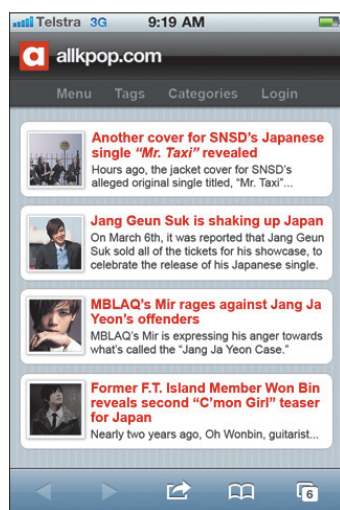 Telstra 3G 9:19 AM
a allkpop.com
Menu Tags Categories Login
Another cover for SNSD's Japanese
single “Mr. Taxi” revealed
Hours ago, the jacket cover for SNSD's
alleged original single titled, “Mr. Taxi”...
Jang Geun Suk is shaking up Japan
On March 6th, it was reported that Jang Geun
Suk sold all of the tickets for his showcase, to
celebrate the release of his Japanese single.
MBLAQ's Mir rages against Jang Ja
Yeon's offenders
MBLAQ's Mir is expressing his anger towards
what's called the “Jang Ja Yeon Case.”
Former F.T. Island Member Won Bin
reveals second “C'mon Girl” teaser
for Japan
Nearly two years ago, Oh Wonbin, guitarist...
6